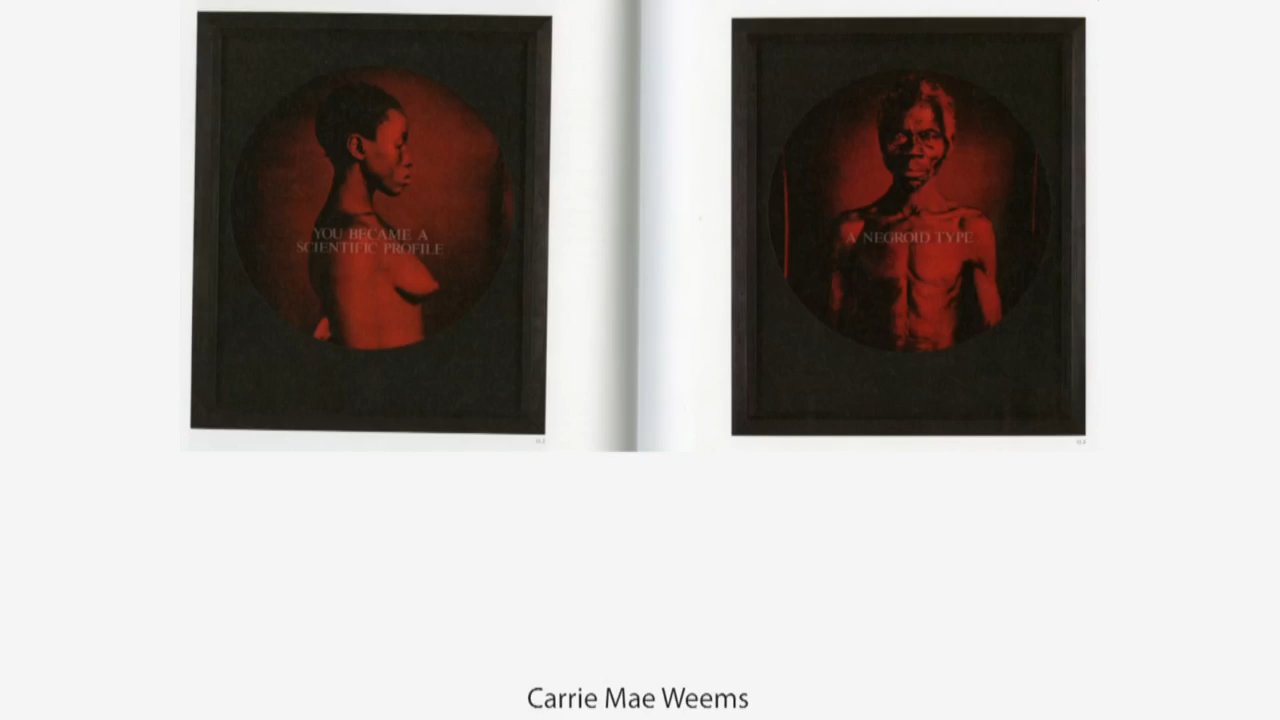 YOU BECAME A
SCIENTIFIC PROFILE
A NEGROID TYPE
Carrie Mae Weems